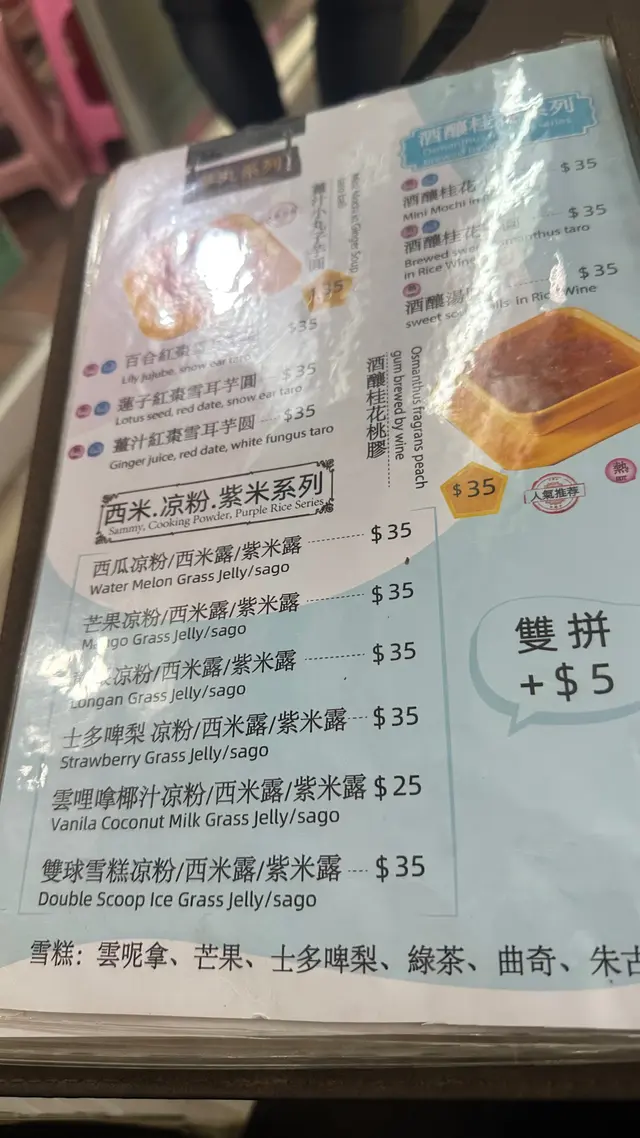 系列
薑汁小丸子芋圓
$35
$35
百合紅棗
Lily jujube, snow ear taro
蓮子紅棗雪耳芋圓
$35
Lotus seed, red date, snow ear taro
薑汁紅棗雪耳芋圓
$35
Ginger juice, red date, white fungus taro
酒釀桂 系列
$35
酒釀桂花
Mini Mochi in
$35
酒釀桂花 圓
Brewed sweet osmanthus taro
in Rice Wine
$35
酒釀湯
in Rice Wine
酒釀桂花桃膠
Osmanthus fragrans peach
gum brewed by wine
$35
人氣推荐
熱
西米.凉粉.紫米系列
Sammy, Cooking Powder, Purple Rice Series
西瓜凉粉/西米露/紫米露 $35
Water Melon Grass Jelly/sago
芒果凉粉/西米露/紫米露 $35
Mango Grass Jelly/sago
凉粉/西米露/紫米露 $35
Longan Grass Jelly/sago
士多啤梨 凉粉/西米露/紫米露 $35
Strawberry Grass Jelly/sago
雲哩嗱椰汁凉粉/西米露/紫米露 $25
Vanila Coconut Milk Grass Jelly/sago
雙球雪糕凉粉/西米露/紫米露 $35
Double Scoop Ice Grass Jelly/sago
雙拼
+$5
雪糕：雲呢拿、芒果、士多啤梨、綠茶、曲奇、朱古